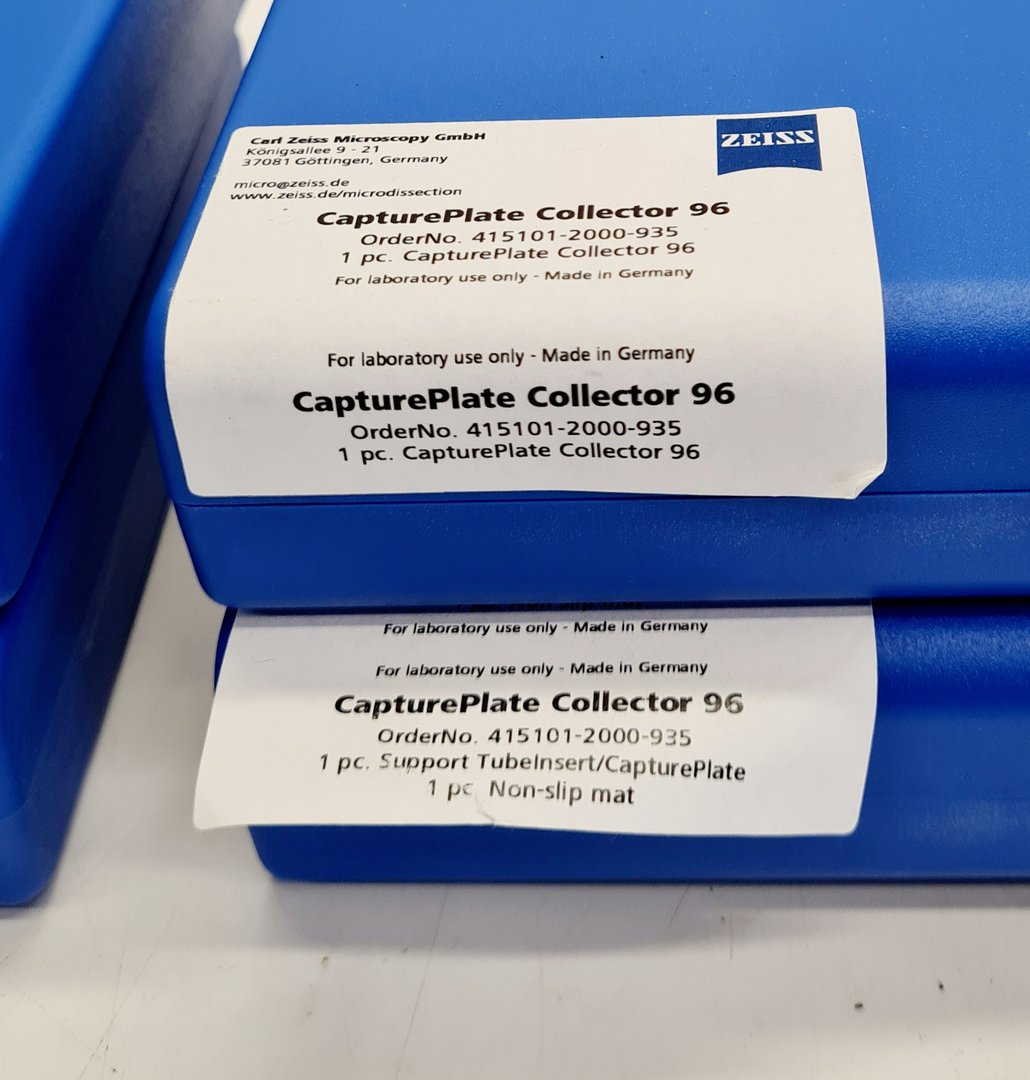 Carl Zeiss Microscopy GmbH
Königsallee 9 - 21
37081 Göttingen, Germany
ZEISS
micro@zeiss.de
www.zeiss.de/microdissection
CapturePlate Collector 96
OrderNo. 415101-2000-935
1 pc. CapturePlate Collector 96
For laboratory use only - Made in Germany
For laboratory use only - Made in Germany
CapturePlate Collector 96
OrderNo. 415101-2000-935
1 pc. CapturePlate Collector 96
For laboratory use only - Made in Germany
For laboratory use only - Made in Germany
CapturePlate Collector 96
OrderNo. 415101-2000-935
1 pc. Support TubeInsert/CapturePlate
1 pc Non-slip mat